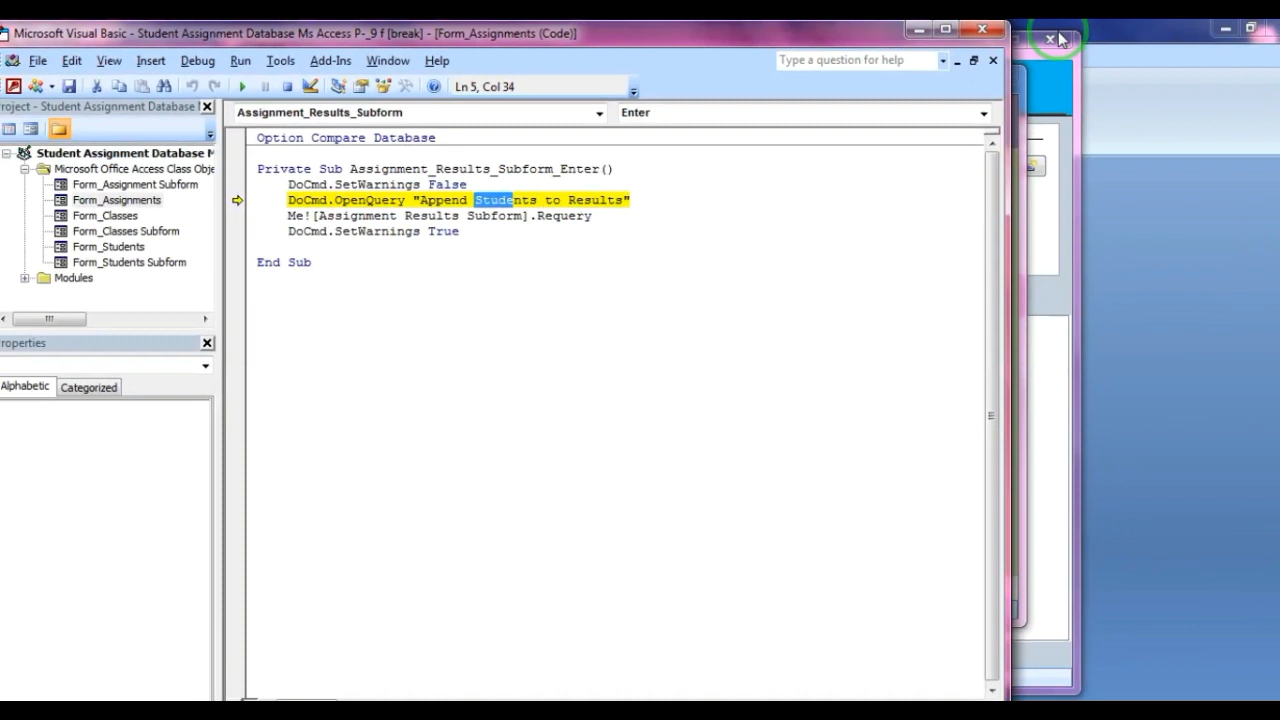 Microsoft Visual Basic - Student Assignment Database Ms Access P-_9 f [break] - [Form_Assignments (Code)]
File Edit View Insert Debug Run Tools Add-Ins Window Help
Type a question for help
Ln 5, Col 34
roject - Student Assignment Database
Assignment_Results_Subform
Enter
Student Assignment Database M
Microsoft Office Access Class Obje
Form_Assignment Subform
Form_Assignments
Form_Classes
Form_Classes Subform
Form_Students
Form_Students Subform
Modules
roperties
Alphabetic Categorized
Option Compare Database
Private Sub Assignment_Results_Subform_Enter()
DoCmd.SetWarnings False
DoCmd.OpenQuery "Append Students to Results"
Me![Assignment Results Subform].Requery
DoCmd.SetWarnings True
End Sub